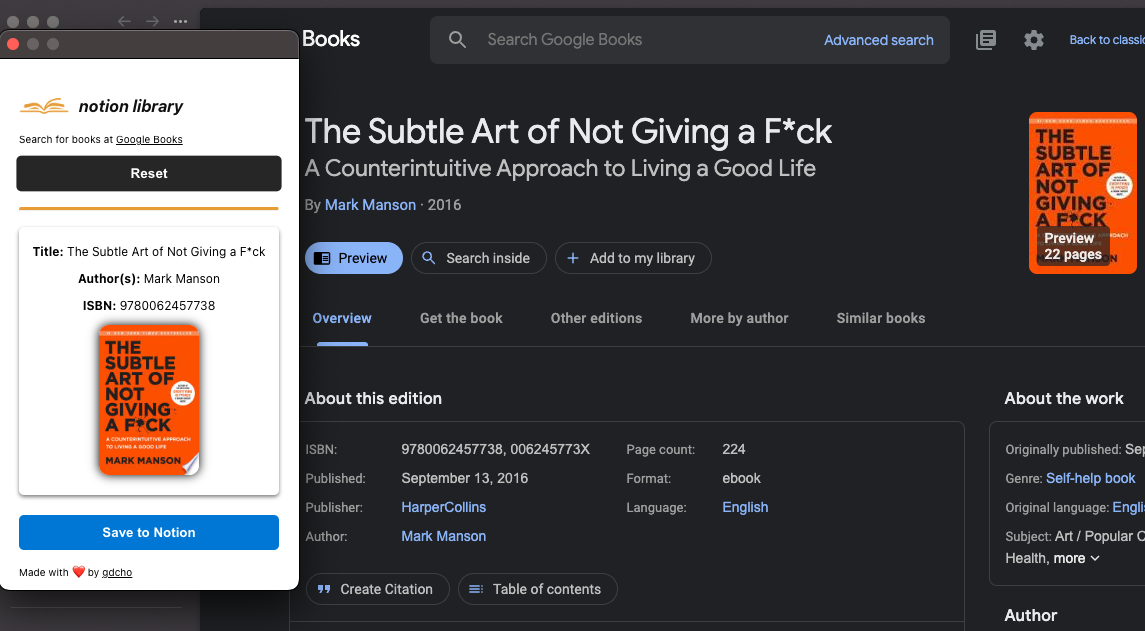 notion library
Search for books at Google Books
Reset
Title: The Subtle Art of Not Giving a F*ck
Author(s): Mark Manson
ISBN: 9780062457738
THE
SUBTLE
ART OF
NOT
GIVING
A F*CK
A COUNTERINTUITIVE APPROACH
TO LIVING A GOOD LIFE
MARK MANSON
Save to Notion
Made with ❤️ by gdcho
Books
Search Google Books
Advanced search
Back to classic
The Subtle Art of Not Giving a F*ck
A Counterintuitive Approach to Living a Good Life
By Mark Manson · 2016
THE
SUBTLE
ART OF
NOT
GIVING
A F*CK
Preview
22 pages
Preview
Search inside
Add to my library
Overview
Get the book
Other editions
More by author
Similar books
About this edition
ISBN: 9780062457738, 006245773X
Page count: 224
Published: September 13, 2016
Format: ebook
Publisher: HarperCollins
Language: English
Author: Mark Manson
Create Citation
Table of contents
About the work
Originally published: Sep
Genre: Self-help book
Original language: Engli
Subject: Art / Popular C
Health, more
Author